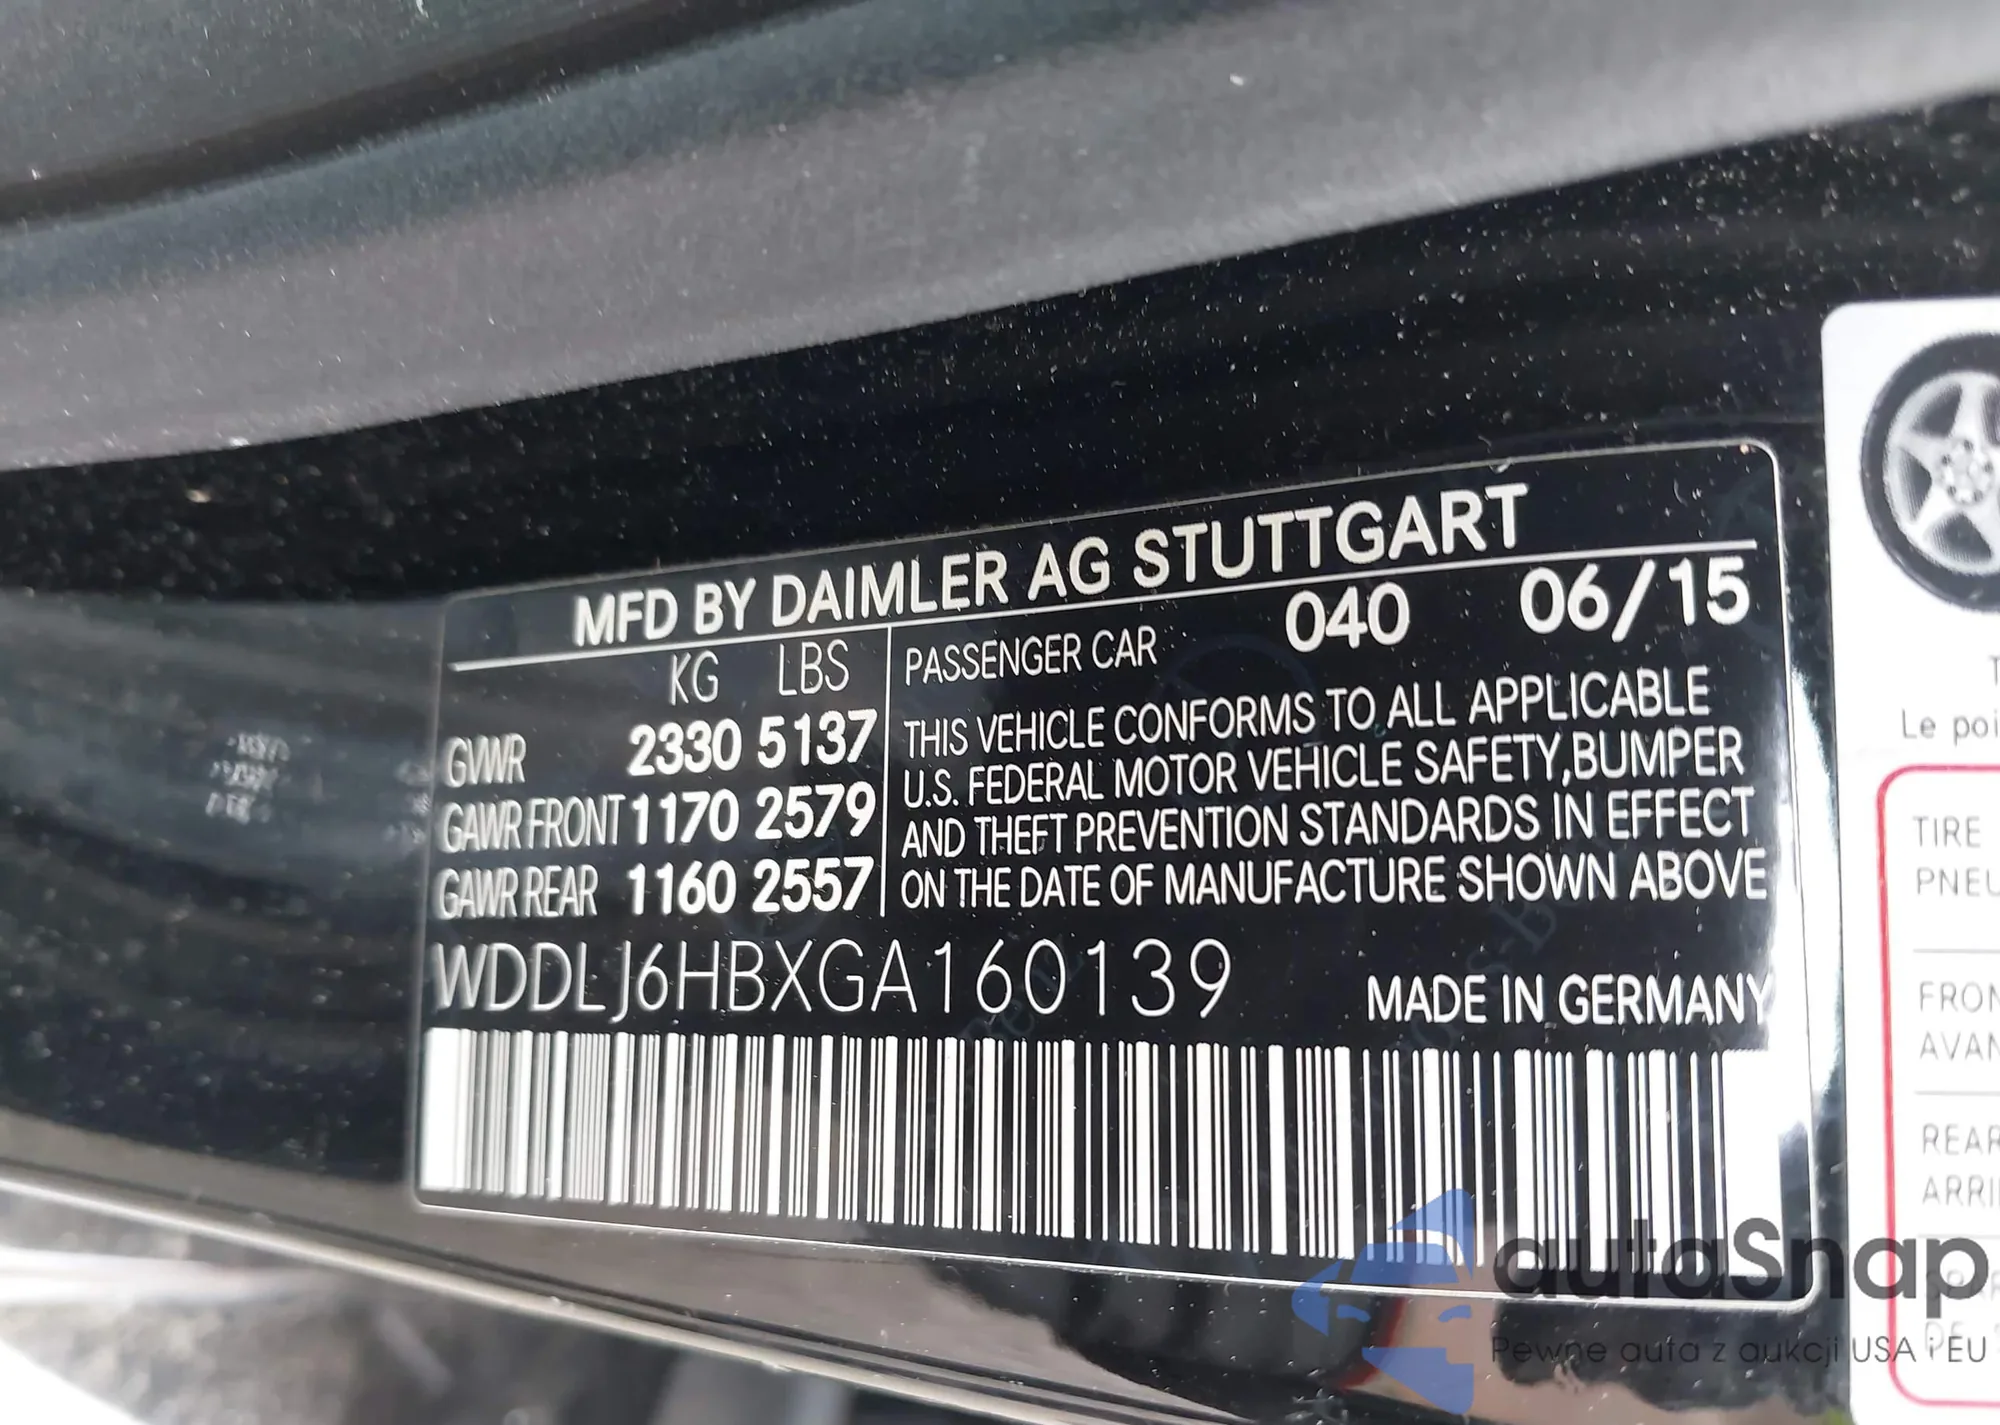 MFD BY DAIMLER AG STUTTGART
KG LBS
GVWR 2330 5137
GAWR FRONT 1170 2579
GAWR REAR 1160 2557
PASSENGER CAR 040 06/15
THIS VEHICLE CONFORMS TO ALL APPLICABLE
U.S. FEDERAL MOTOR VEHICLE SAFETY,BUMPER
AND THEFT PREVENTION STANDARDS IN EFFECT
ON THE DATE OF MANUFACTURE SHOWN ABOVE
WDDLJ6HBXGA160139
MADE IN GERMANY
Le poi
TIRE
PNEU
FRON
AVAN
REAR
ARRI
autaSnap
Pewne auta z aukcji USA i EU